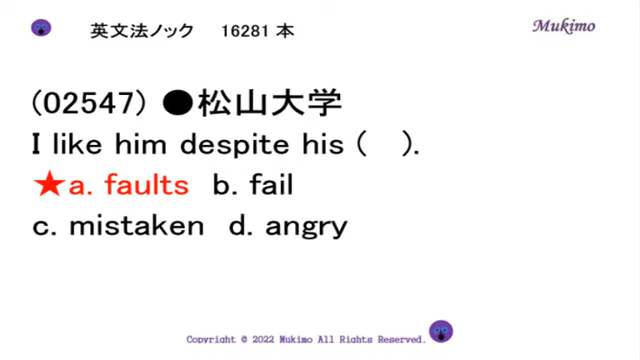 英文法ノック 16281 本 Mukimo
(02547) ●松山大学
I like him despite his (   ).
★a. faults b. fail
c. mistaken d. angry
Copyright © 2022 Mukimo All Rights Reserved.